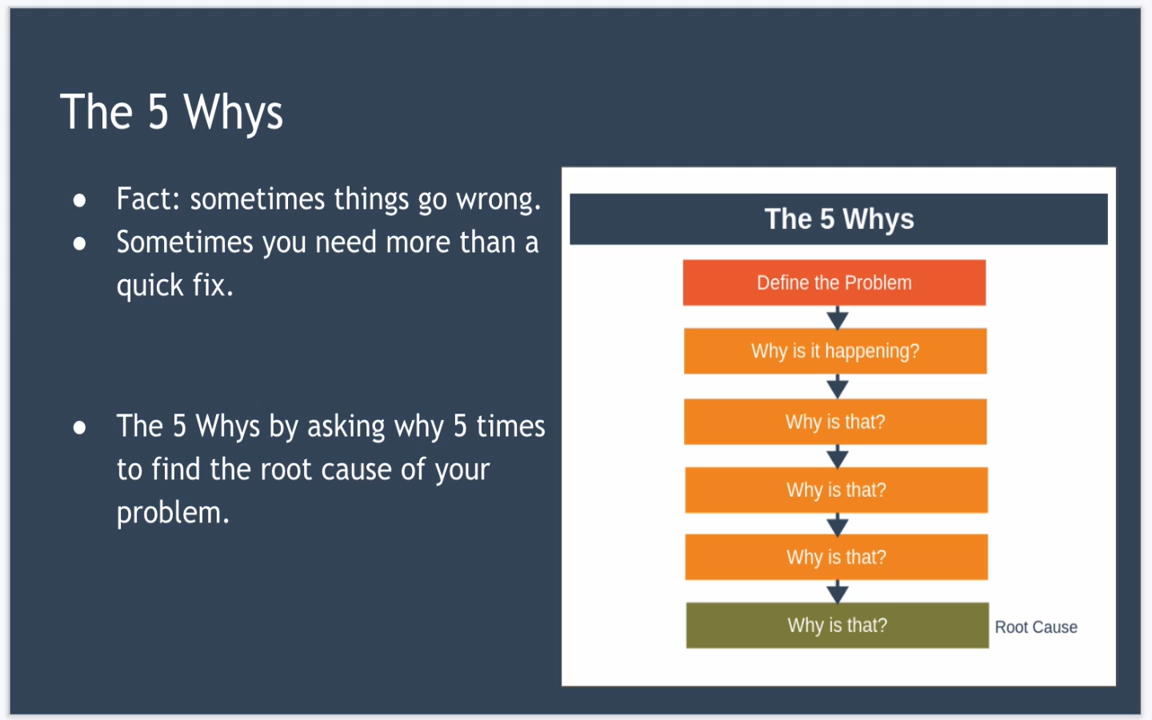 The 5 Whys
● Fact: sometimes things go wrong.
● Sometimes you need more than a
quick fix.
● The 5 Whys by asking why 5 times
to find the root cause of your
problem.
The 5 Whys
Define the Problem
Why is it happening?
Why is that?
Why is that?
Why is that?
Why is that?
Root Cause